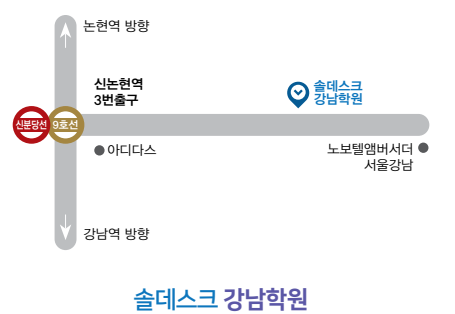 논현역 방향
신논현역
3번출구
솔데스크
강남학원
신분당선
9호선
아디다스
노보텔앰버서더
서울강남
강남역 방향
솔데스크 강남학원